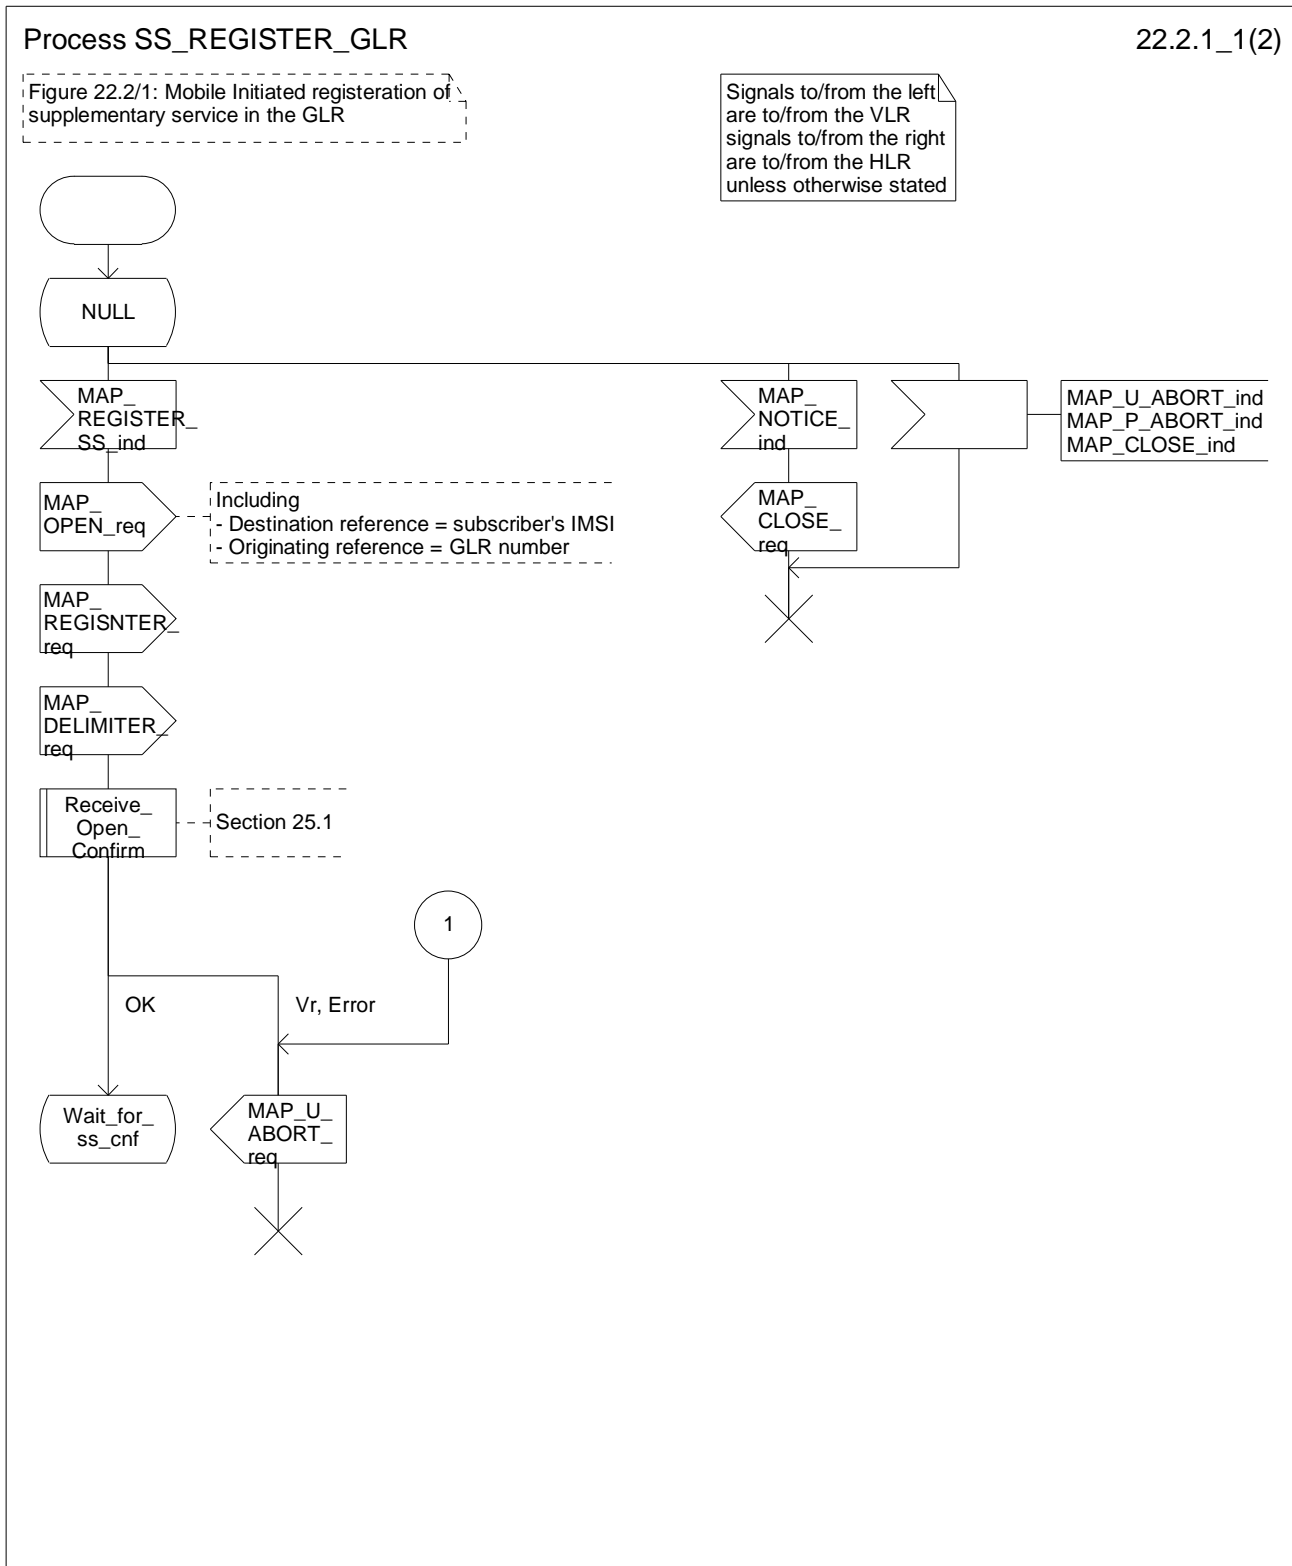 Process SS_REGISTER_GLR
22.2.1_1(2)
Figure 22.2/1: Mobile Initiated registeration of
supplementary service in the GLR
Signals to/from the left
are to/from the VLR
signals to/from the right
are to/from the HLR
unless otherwise stated
NULL
MAP_
REGISTER_
SS_ind
MAP_
NOTICE_
ind
MAP_U_ABORT_ind
MAP_P_ABORT_ind
MAP_CLOSE_ind
MAP_
OPEN_req
Including
- Destination reference = subscriber's IMSI
- Originating reference = GLR number
MAP_
CLOSE_
req
MAP_
REGISNTER_
req
MAP_
DELIMITER_
req
Receive_
Open_
Confirm
Section 25.1
1
OK
Vr, Error
Wait_for_
ss_cnf
MAP_U_
ABORT_
req